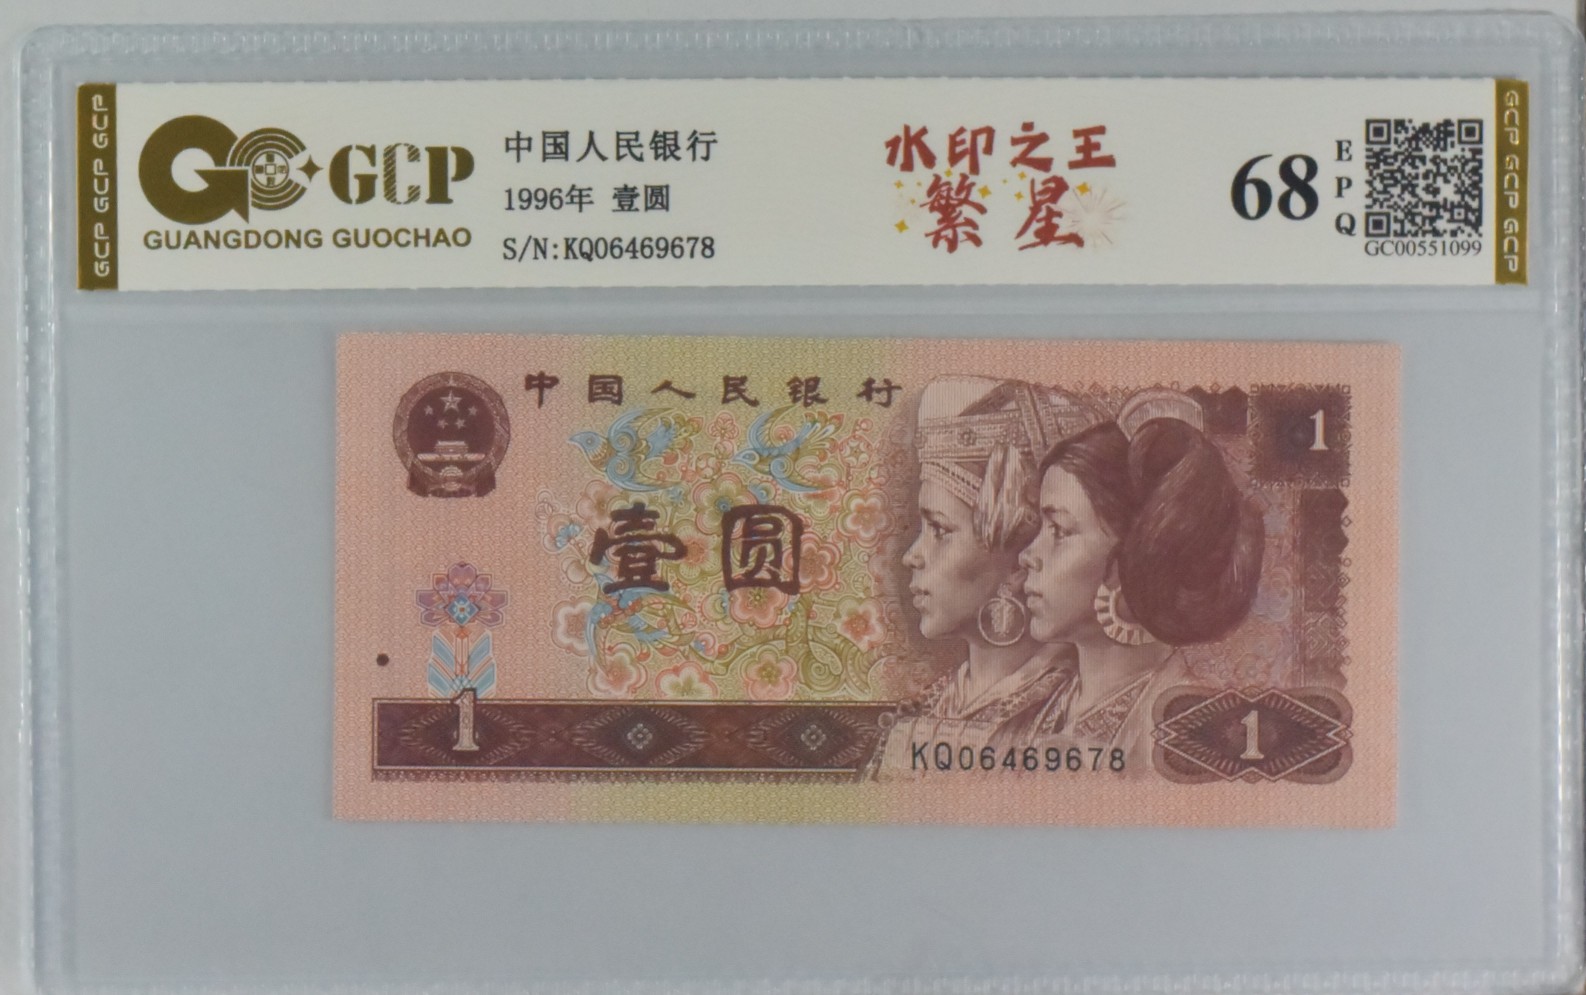 GCP GCP GCP
GCP
GUANGDONG GUOCHAO
中国人民银行
1996年 壹圆
S/N:KQ06469678
水印之王
繁星
68
EPQ
GC00551099
GCP GCP GCP GCP
中国人民银行
1
壹圆
1
KQ06469678
1